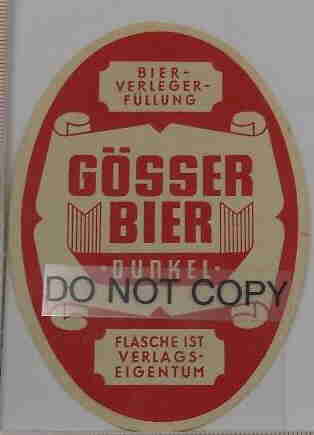 BIER-
VERLEGER-
FÜLLUNG
GÖSSER
BIER
·DUNKEL·
DO NOT COPY
FLASCHE IST
VERLAGS-
EIGENTUM